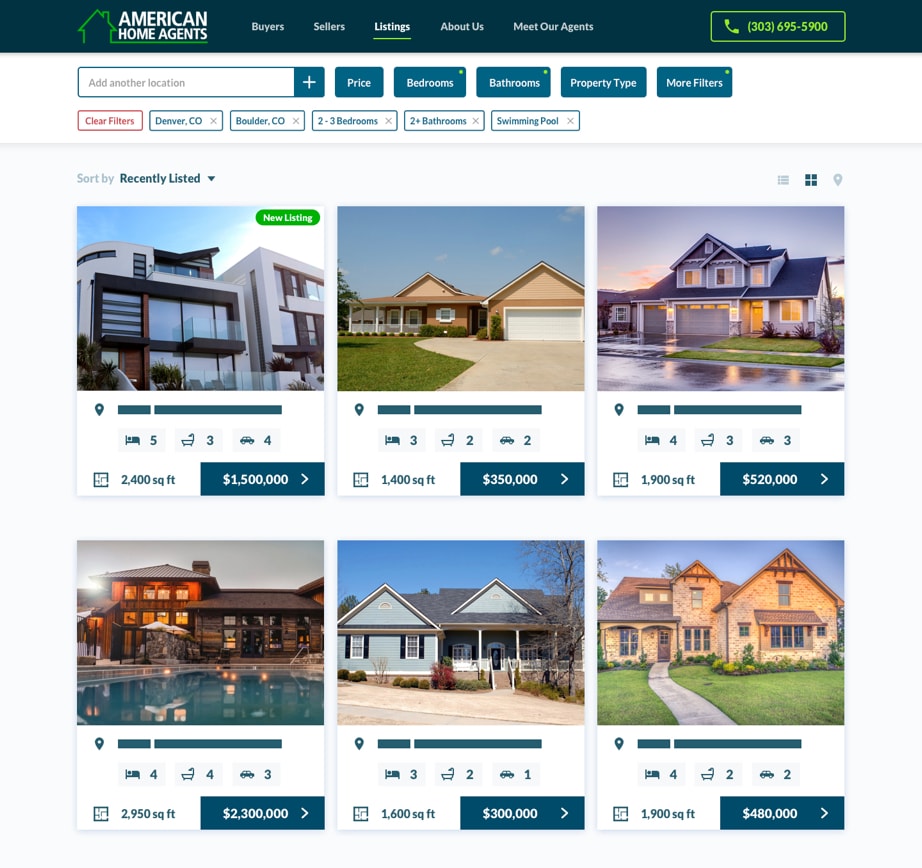 AMERICAN
HOME AGENTS
Buyers Sellers Listings About Us Meet Our Agents (303) 695-5900
Add another location + Price Bedrooms Bathrooms Property Type More Filters
Clear Filters Denver, CO × Boulder, CO × 2 - 3 Bedrooms × 2+ Bathrooms × Swimming Pool ×
Sort by Recently Listed
New Listing
5 3 4
2,400 sq ft $1,500,000
3 2 2
1,400 sq ft $350,000
4 3 3
1,900 sq ft $520,000
4 4 3
2,950 sq ft $2,300,000
3 2 1
1,600 sq ft $300,000
4 2 2
1,900 sq ft $480,000